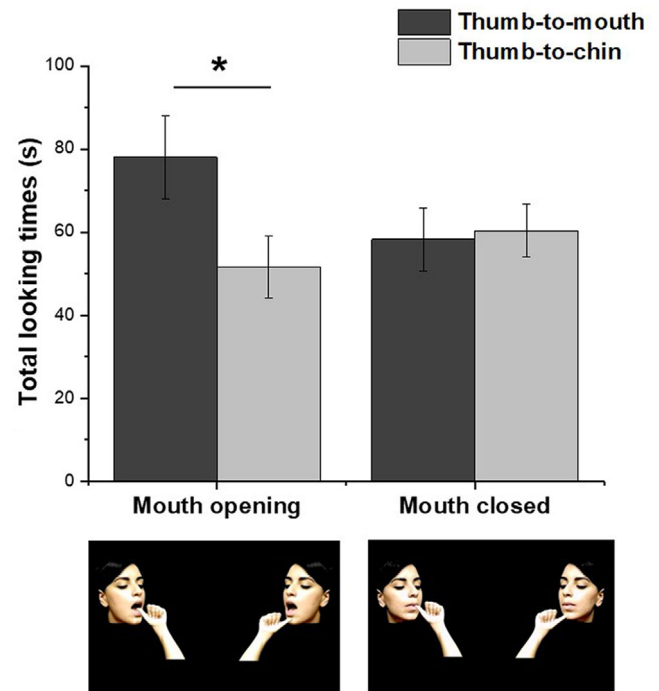 Thumb-to-mouth
Thumb-to-chin
*
Total looking times (s)
100
80
60
40
20
0
Mouth opening
Mouth closed